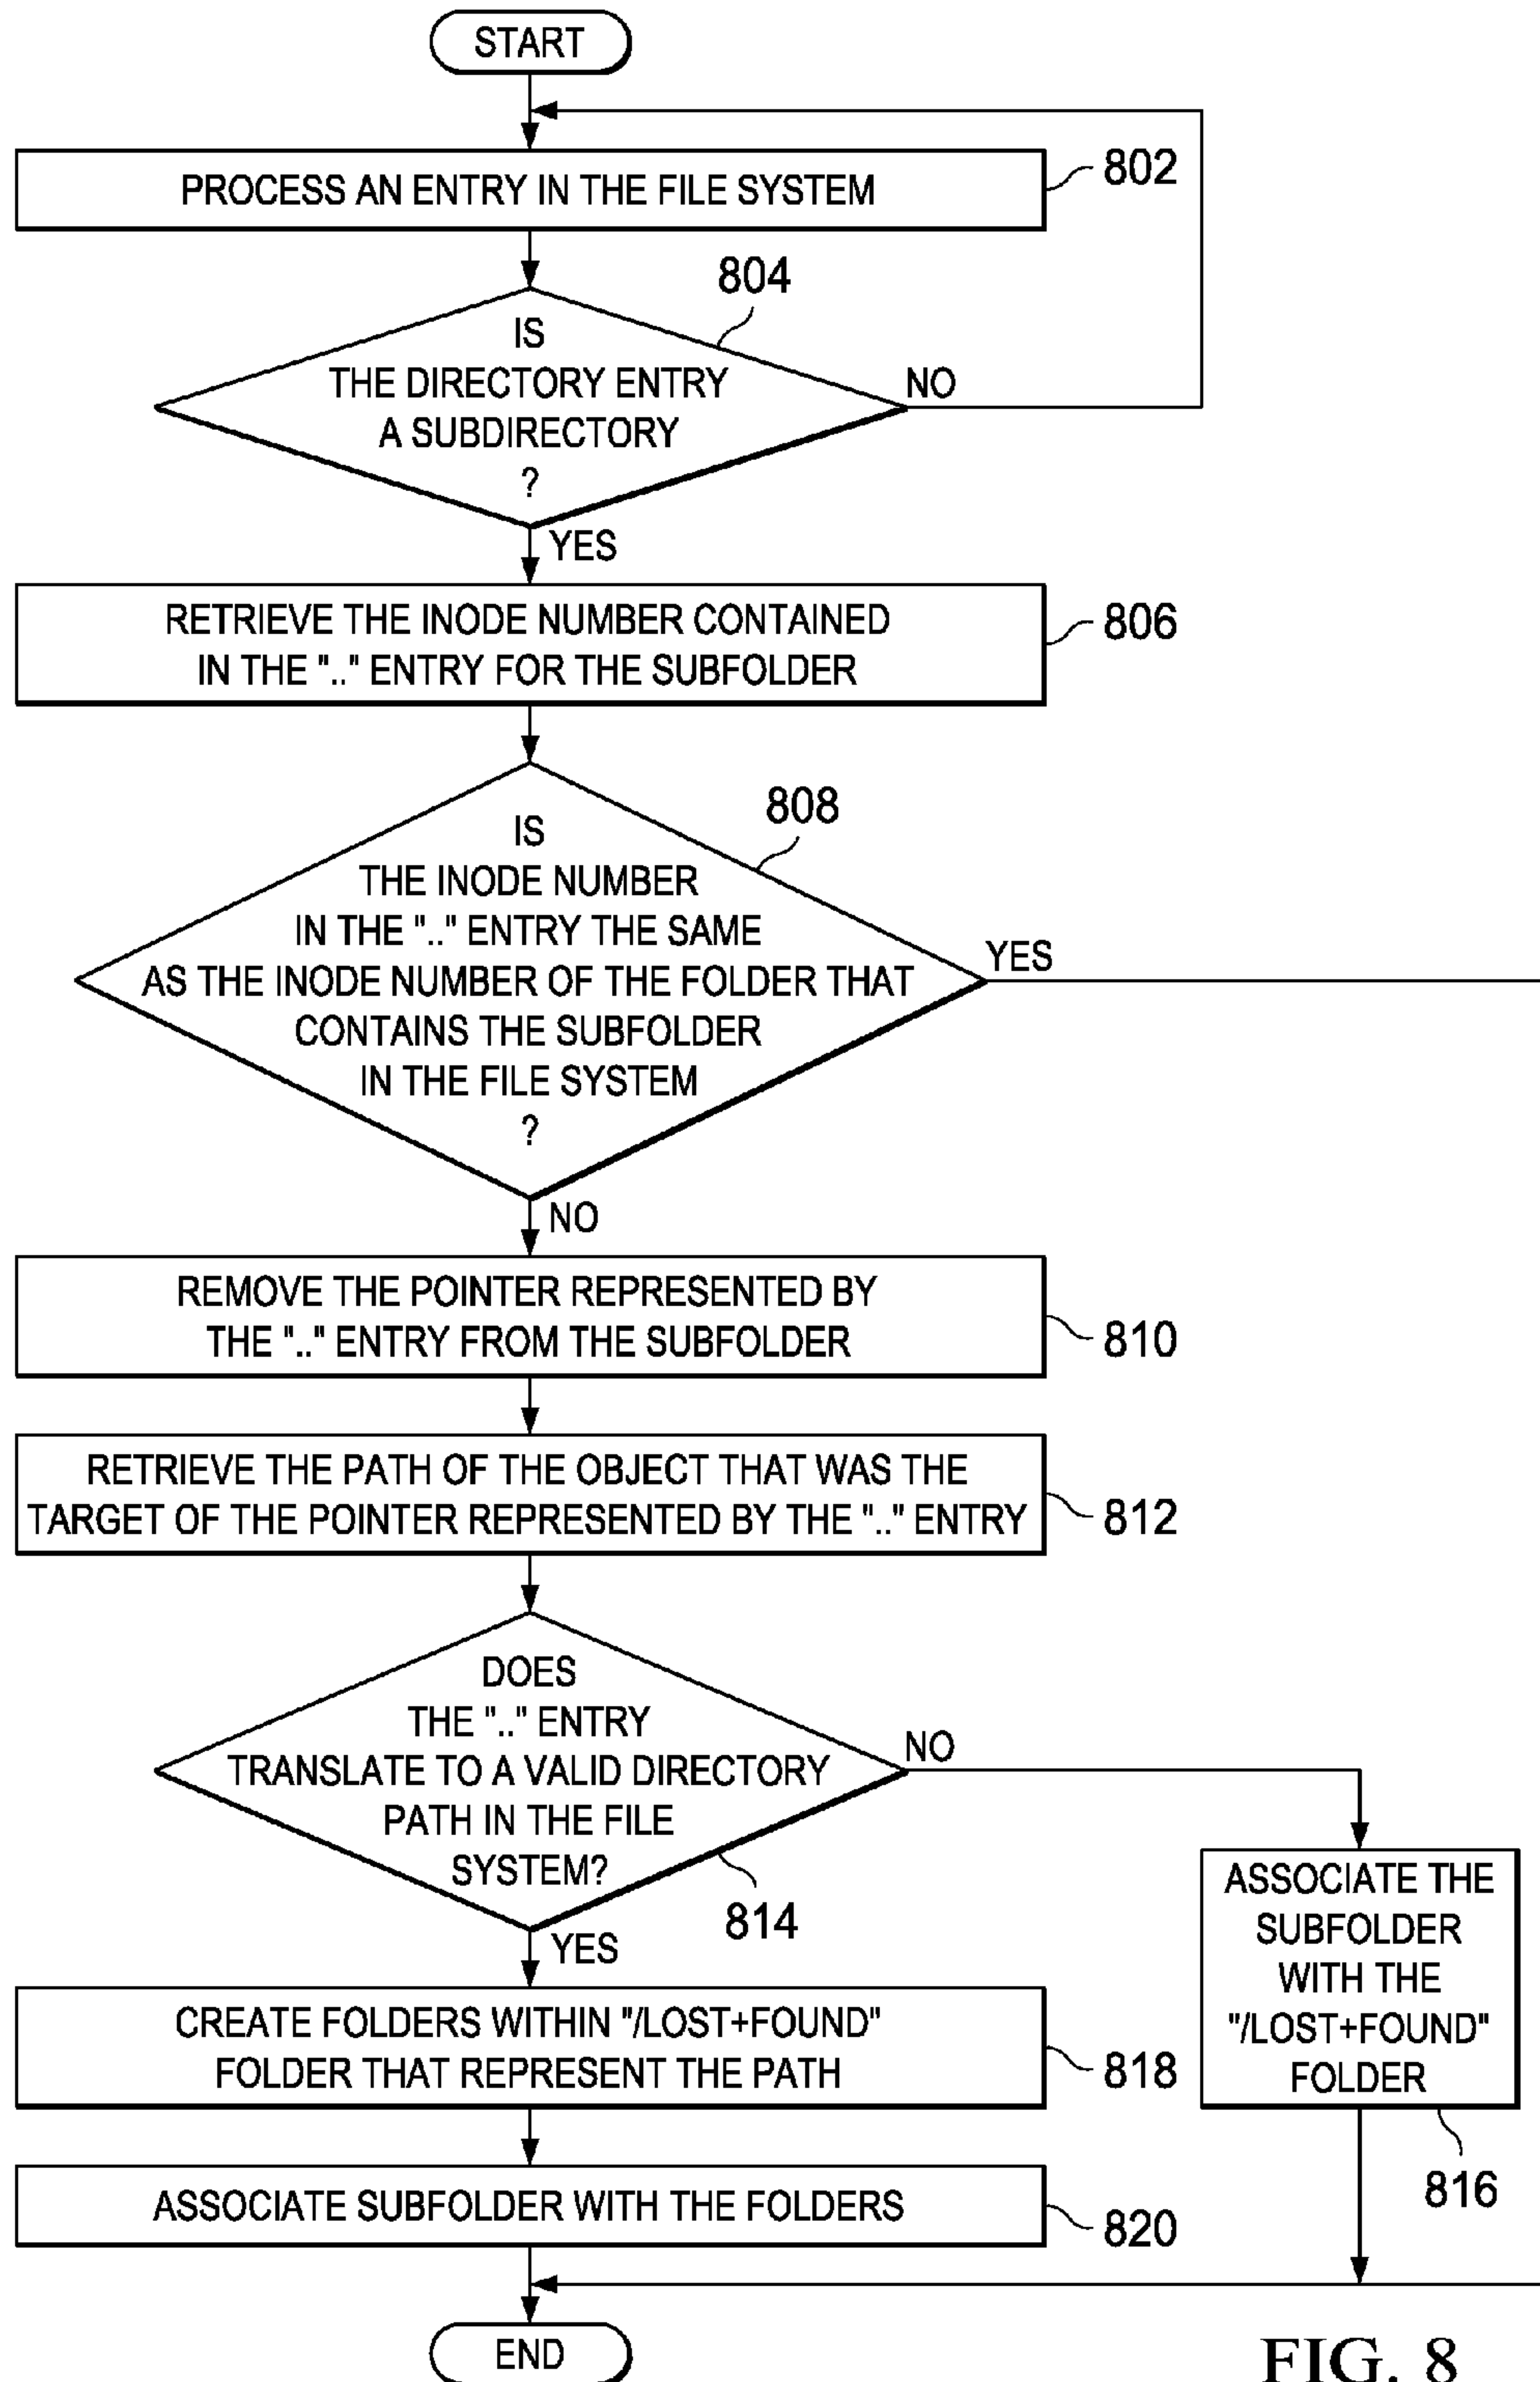 START
PROCESS AN ENTRY IN THE FILE SYSTEM
802
804
IS
THE DIRECTORY ENTRY
A SUBDIRECTORY
?
NO
YES
RETRIEVE THE INODE NUMBER CONTAINED
IN THE ".." ENTRY FOR THE SUBFOLDER
806
808
IS
THE INODE NUMBER
IN THE ".." ENTRY THE SAME
AS THE INODE NUMBER OF THE FOLDER THAT
CONTAINS THE SUBFOLDER
IN THE FILE SYSTEM
?
YES
NO
REMOVE THE POINTER REPRESENTED BY
THE ".." ENTRY FROM THE SUBFOLDER
810
RETRIEVE THE PATH OF THE OBJECT THAT WAS THE
TARGET OF THE POINTER REPRESENTED BY THE ".." ENTRY
812
DOES
THE ".." ENTRY
TRANSLATE TO A VALID DIRECTORY
PATH IN THE FILE
SYSTEM?
NO
814
YES
ASSOCIATE THE
SUBFOLDER
WITH THE
"/LOST+FOUND"
FOLDER
816
CREATE FOLDERS WITHIN "/LOST+FOUND"
FOLDER THAT REPRESENT THE PATH
818
ASSOCIATE SUBFOLDER WITH THE FOLDERS
820
END
FIG. 8